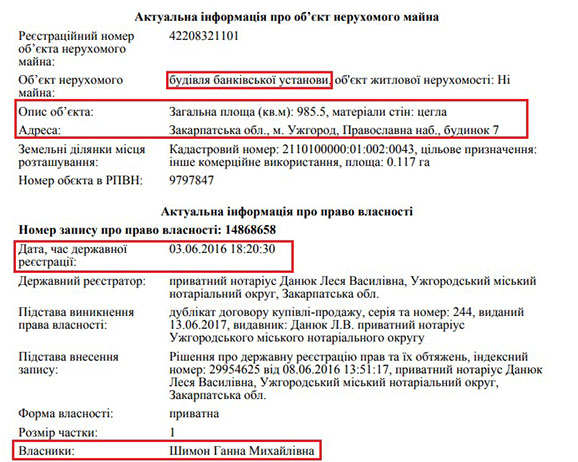 Актуальна інформація про об’єкт нерухомого майна
Реєстраційний номер 42208321101
об’єкта нерухомого
майна:
Об’єкт нерухомого будівля банківської установи, об'єкт житлової нерухомості: Ні
майна:
Опис об’єкта: Загальна площа (кв.м): 985.5, матеріали стін: цегла
Адреса: Закарпатська обл., м. Ужгород, Православна наб., будинок 7
Земельні ділянки місця Кадастровий номер: 2110100000:01:002:0043, цільове призначення:
розташування: інше комерційне використання, площа: 0.117 га
Номер обєкта в РПВН: 9797847
Актуальна інформація про право власності
Номер запису про право власності: 14868658
Дата, час державної 03.06.2016 18:20:30
реєстрації:
Державний реєстратор: приватний нотаріус Данюк Леся Василівна, Ужгородський міський
нотаріальний округ, Закарпатська обл.
Підстава виникнення дублікат договору купівлі-продажу, серія та номер: 244, виданий
права власності: 13.06.2017, видавник: Данюк Л.В. приватний нотаріус
Ужгородського міського нотаріального округу
Підстава внесення Рішення про державну реєстрацію прав та їх обтяжень, індексний
запису: номер: 29954625 від 08.06.2016 13:51:17, приватний нотаріус Данюк
Леся Василівна, Ужгородський міський нотаріальний округ,
Закарпатська обл.
Форма власності: приватна
Розмір частки: 1
Власники: Шимон Ганна Михайлівна